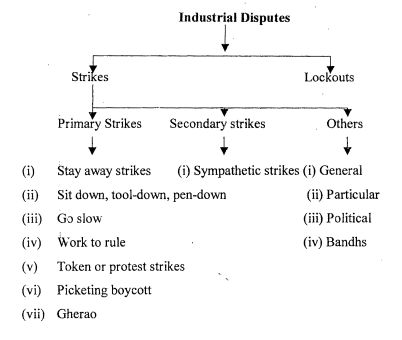 Industrial Disputes
Strikes Lockouts
Primary Strikes Secondary strikes Others
(i) Stay away strikes (i) Sympathetic strikes (i) General
(ii) Sit down, tool-down, pen-down (ii) Particular
(iii) Go slow (iii) Political
(iv) Work to rule (iv) Bandhs
(v) Token or protest strikes
(vi) Picketing boycott
(vii) Gherao